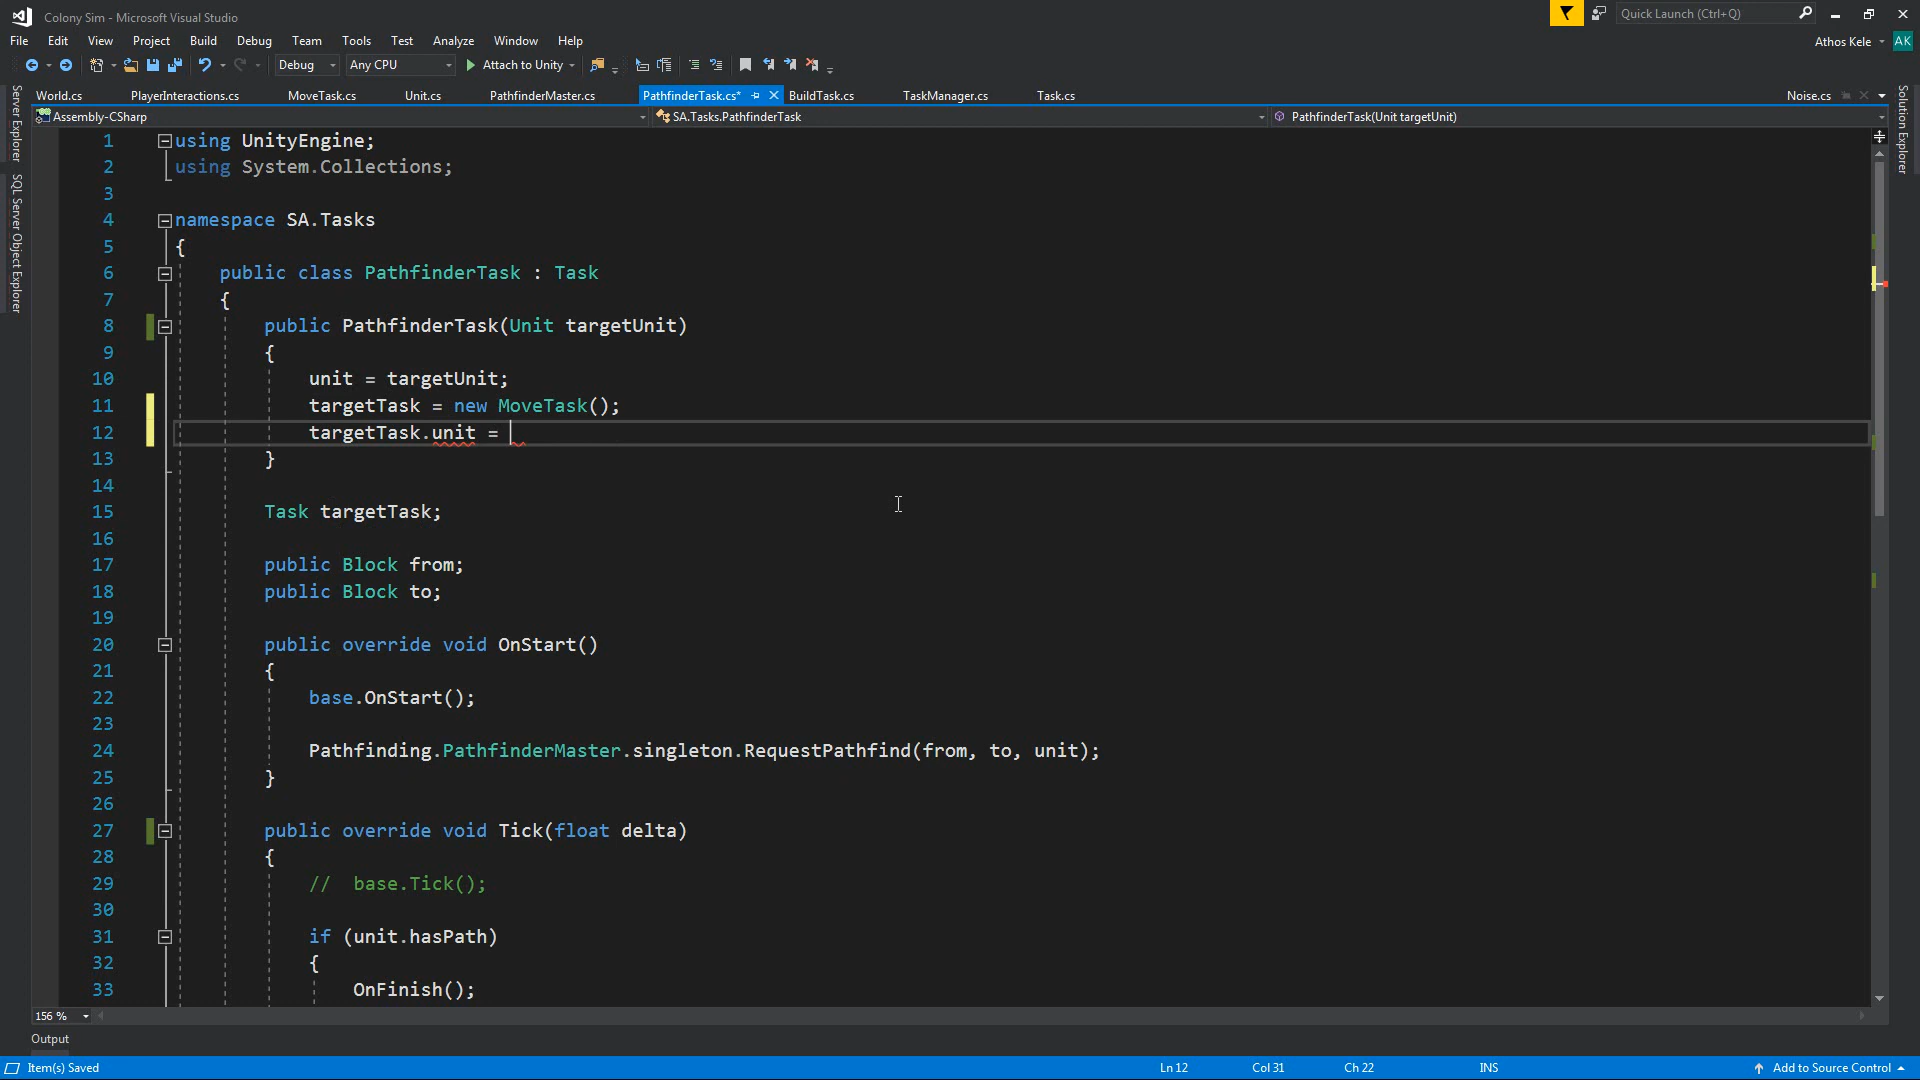 Colony Sim - Microsoft Visual Studio
Quick Launch (Ctrl+Q)
File Edit View Project Build Debug Team Tools Test Analyze Window Help
Athos Kele AK
Debug Any CPU Attach to Unity
World.cs PlayerInteractions.cs MoveTask.cs Unit.cs PathfinderMaster.cs PathfinderTask.cs* BuildTask.cs TaskManager.cs Task.cs Noise.cs
Assembly-CSharp SA.Tasks.PathfinderTask PathfinderTask(Unit targetUnit)
Server Explorer
SQL Server Object Explorer
Solution Explorer
1 using UnityEngine;
2 using System.Collections;
3
4 namespace SA.Tasks
5 {
6 public class PathfinderTask : Task
7 {
8 public PathfinderTask(Unit targetUnit)
9 {
10 unit = targetUnit;
11 targetTask = new MoveTask();
12 targetTask.unit =
13 }
14
15 Task targetTask;
16
17 public Block from;
18 public Block to;
19
20 public override void OnStart()
21 {
22 base.OnStart();
23
24 Pathfinding.PathfinderMaster.singleton.RequestPathfind(from, to, unit);
25 }
26
27 public override void Tick(float delta)
28 {
29 // base.Tick();
30
31 if (unit.hasPath)
32 {
33 OnFinish();
156 %
Output
Item(s) Saved Ln 12 Col 31 Ch 22 INS Add to Source Control